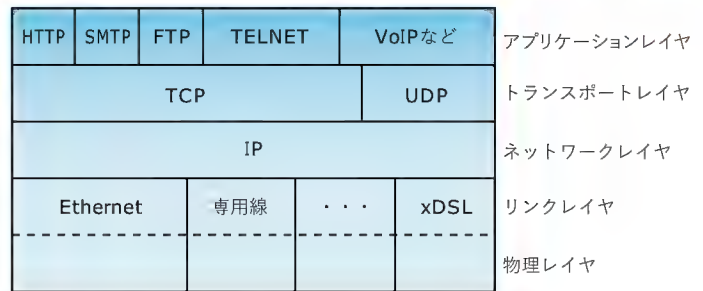 HTTP SMTP FTP TELNET VoIPなど アプリケーションレイヤ
TCP UDP トランスポートレイヤ
IP ネットワークレイヤ
Ethernet 専用線 ・・・ xDSL リンクレイヤ
物理レイヤ